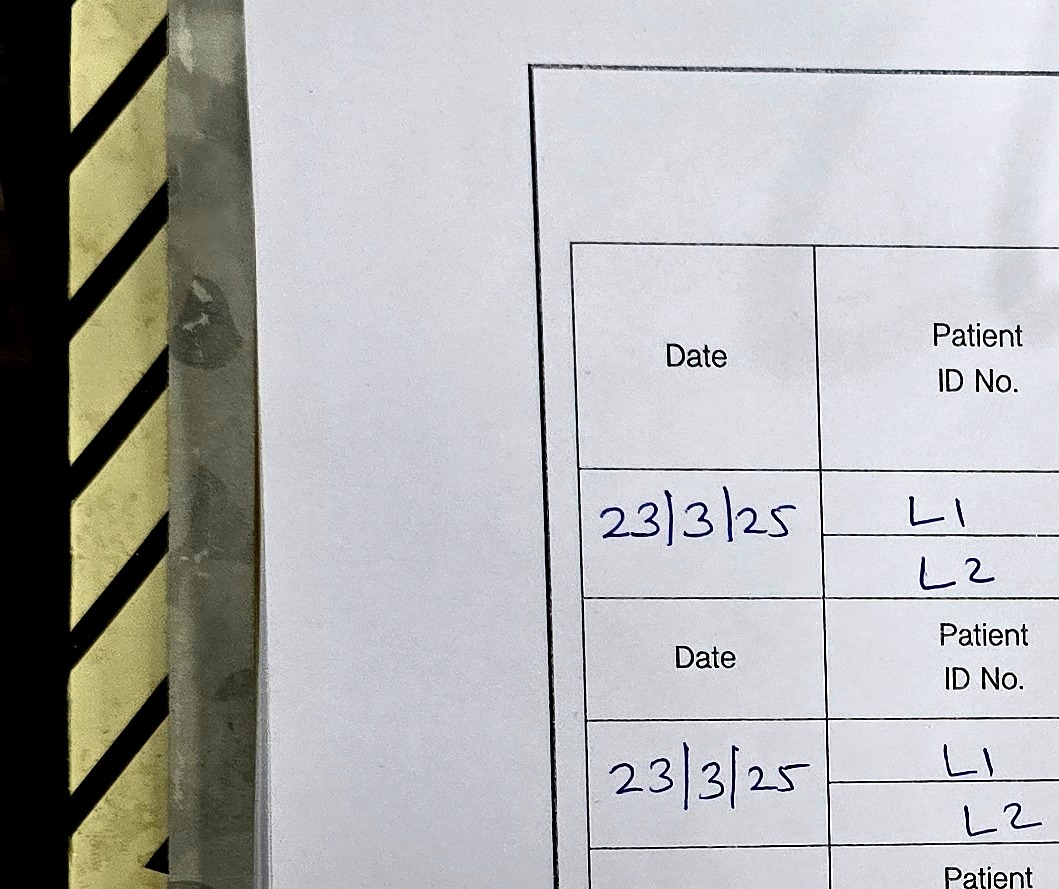 Date
Patient
ID No.
23/3/25
L1
L2
Date
Patient
ID No.
23/3/25
L1
L2
Patient